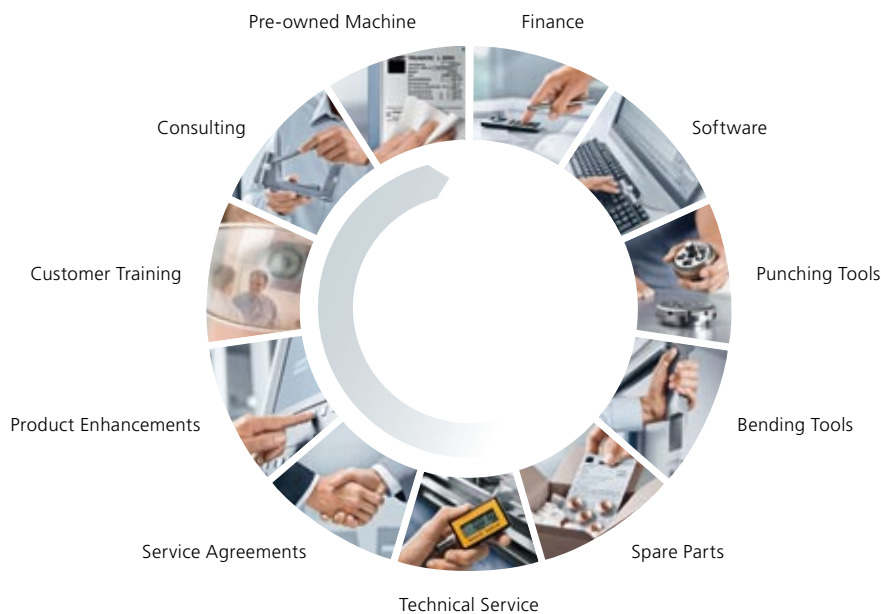 Pre-owned Machine
Finance
Consulting
Software
Customer Training
Punching Tools
Product Enhancements
Bending Tools
Service Agreements
Spare Parts
Technical Service